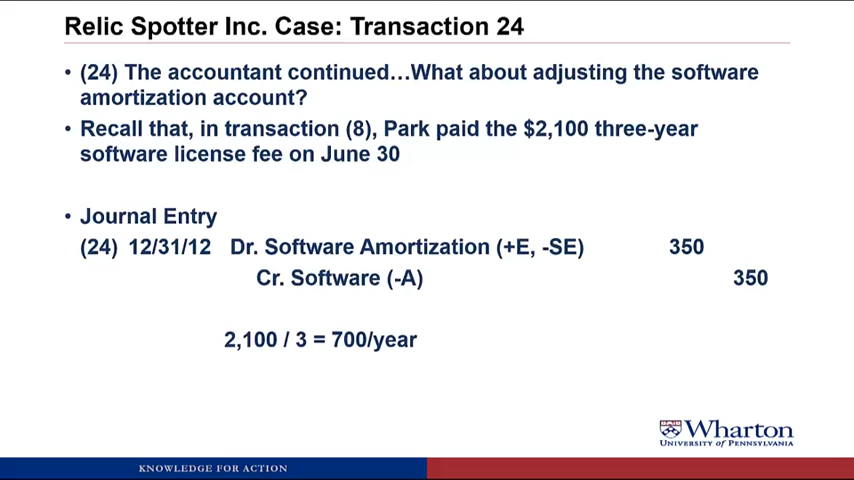 Relic Spotter Inc. Case: Transaction 24
• (24) The accountant continued…What about adjusting the software
amortization account?
• Recall that, in transaction (8), Park paid the $2,100 three-year
software license fee on June 30
• Journal Entry
(24) 12/31/12 Dr. Software Amortization (+E, -SE) 350
Cr. Software (-A) 350
2,100 / 3 = 700/year
Wharton
UNIVERSITY OF PENNSYLVANIA
KNOWLEDGE FOR ACTION